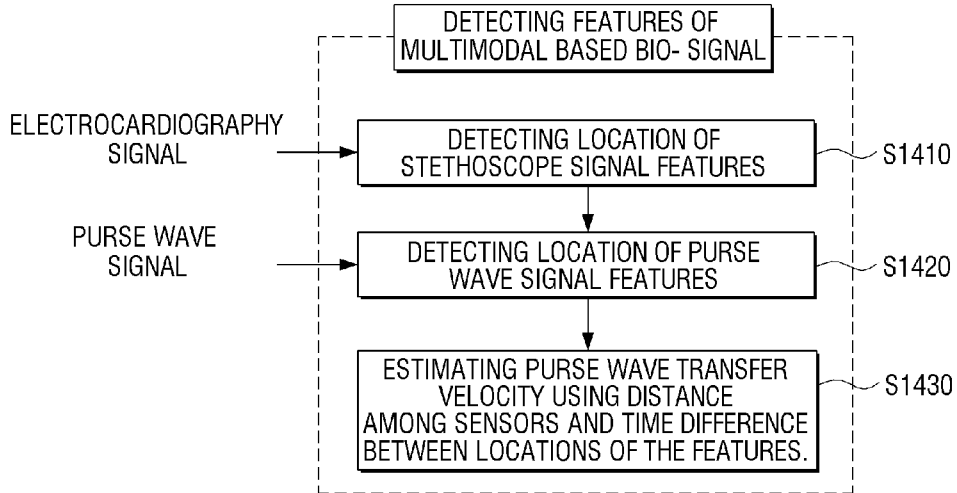 DETECTING FEATURES OF
MULTIMODAL BASED BIO- SIGNAL
ELECTROCARDIOGRAPHY
SIGNAL
DETECTING LOCATION OF
STETHOSCOPE SIGNAL FEATURES
S1410
PURSE WAVE
SIGNAL
DETECTING LOCATION OF PURSE
WAVE SIGNAL FEATURES
S1420
ESTIMATING PURSE WAVE TRANSFER
VELOCITY USING DISTANCE
AMONG SENSORS AND TIME DIFFERENCE
BETWEEN LOCATIONS OF THE FEATURES.
S1430